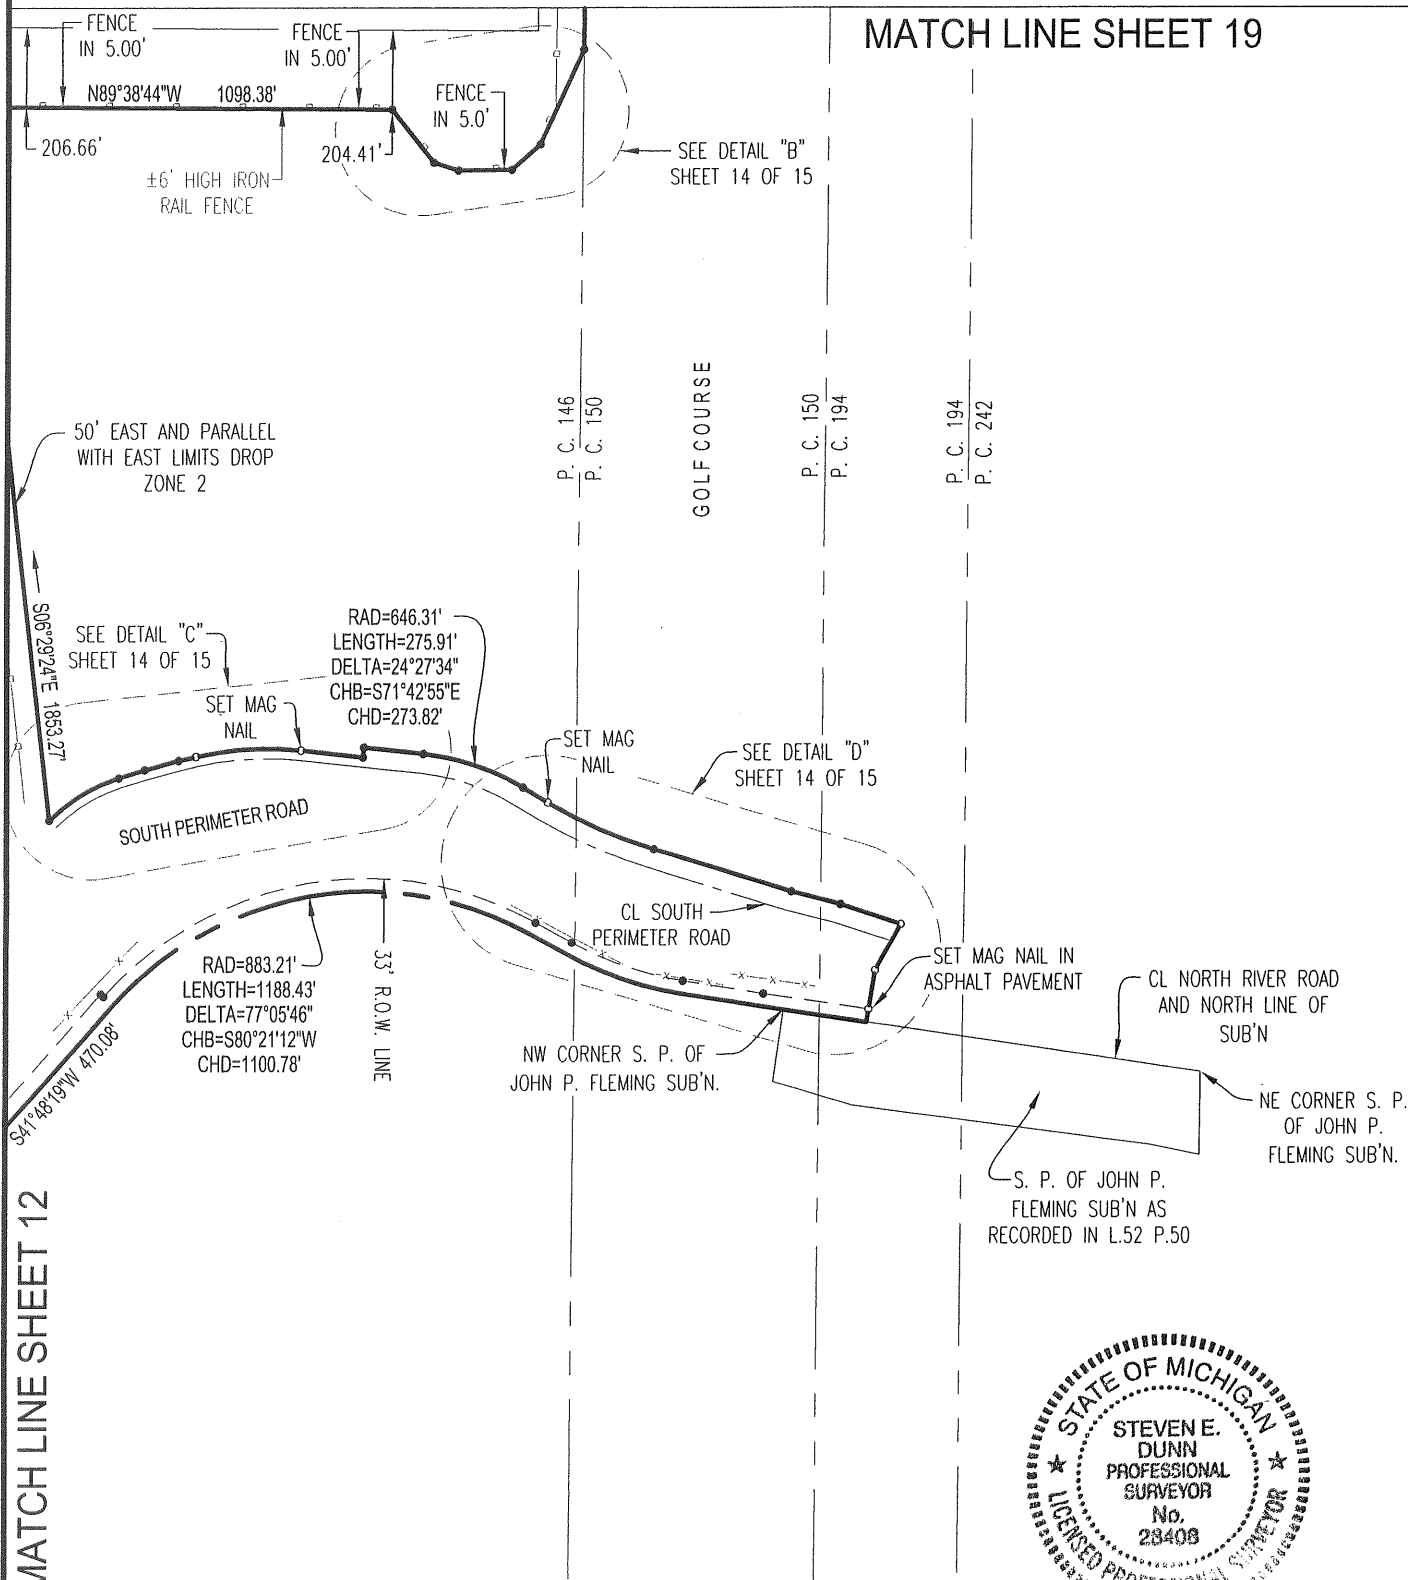 MATCH LINE SHEET 19
FENCE
IN 5.00'
FENCE
IN 5.00'
N89°38'44"W 1098.38'
FENCE
IN 5.0'
206.66'
204.41'
±6' HIGH IRON
RAIL FENCE
SEE DETAIL "B"
SHEET 14 OF 15
P. C. 146
P. C. 150
GOLF COURSE
P. C. 150
P. C. 194
P. C. 194
P. C. 242
50' EAST AND PARALLEL
WITH EAST LIMITS DROP
ZONE 2
S06°29'24"E 1853.27'
SEE DETAIL "C"
SHEET 14 OF 15
RAD=646.31'
LENGTH=275.91'
DELTA=24°27'34"
CHB=S71°42'55"E
CHD=273.82'
SET MAG
NAIL
SET MAG
NAIL
SEE DETAIL "D"
SHEET 14 OF 15
SOUTH PERIMETER ROAD
CL SOUTH
PERIMETER ROAD
SET MAG NAIL IN
ASPHALT PAVEMENT
CL NORTH RIVER ROAD
AND NORTH LINE OF
SUB'N
RAD=883.21'
LENGTH=1188.43'
DELTA=77°05'46"
CHB=S80°21'12"W
CHD=1100.78'
33' R.O.W. LINE
S41°48'19"W 470.08'
NW CORNER S. P. OF
JOHN P. FLEMING SUB'N.
NE CORNER S. P.
OF JOHN P.
FLEMING SUB'N.
S. P. OF JOHN P.
FLEMING SUB'N AS
RECORDED IN L.52 P.50
MATCH LINE SHEET 12
STATE OF MICHIGAN
STEVEN E.
DUNN
PROFESSIONAL
SURVEYOR
No.
28408
LICENSED PROFESSIONAL SURVEYOR